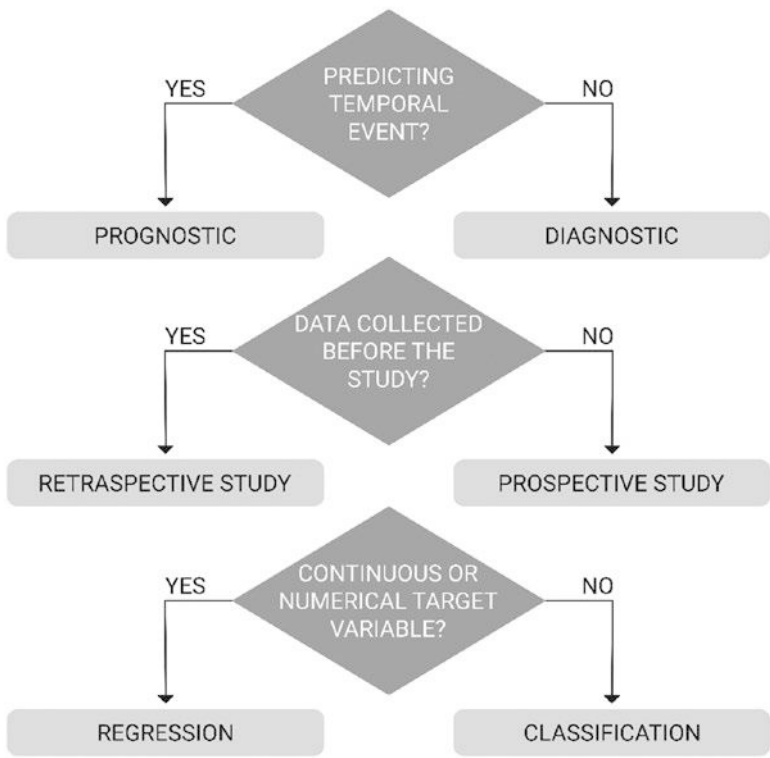 PREDICTING
TEMPORAL
EVENT?
YES
NO
PROGNOSTIC
DIAGNOSTIC
DATA COLLECTED
BEFORE THE
STUDY?
YES
NO
RETRASPECTIVE STUDY
PROSPECTIVE STUDY
CONTINUOUS OR
NUMERICAL TARGET
VARIABLE?
YES
NO
REGRESSION
CLASSIFICATION